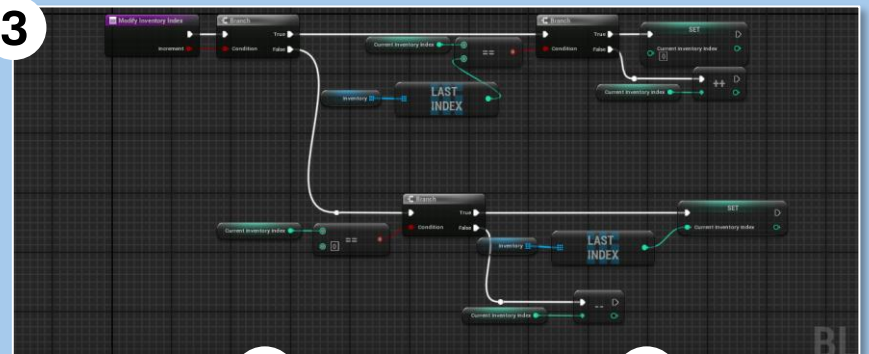 3
Modify Inventory Index
Increment
Branch
Condition
True
False
Current Inventory Index
==
Inventory
LAST
INDEX
Branch
Condition
True
False
SET
Current Inventory Index
0
Current Inventory Index
++
Current Inventory Index
==
0
Branch
Condition
True
False
Inventory
LAST
INDEX
SET
Current Inventory Index
Current Inventory Index
--
BL